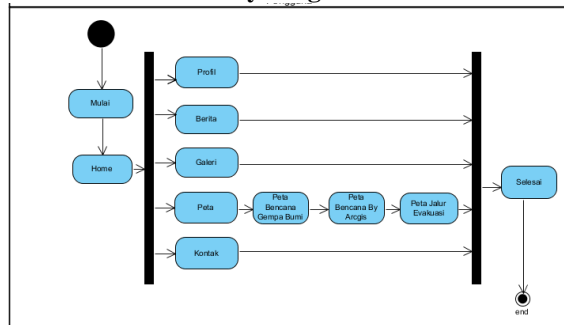 Mulai
Home
Profil
Berita
Galeri
Peta
Peta
Bencana
Gempa Bumi
Peta
Bencana By
Arcgis
Peta Jalur
Evakuasi
Kontak
Selesai
end